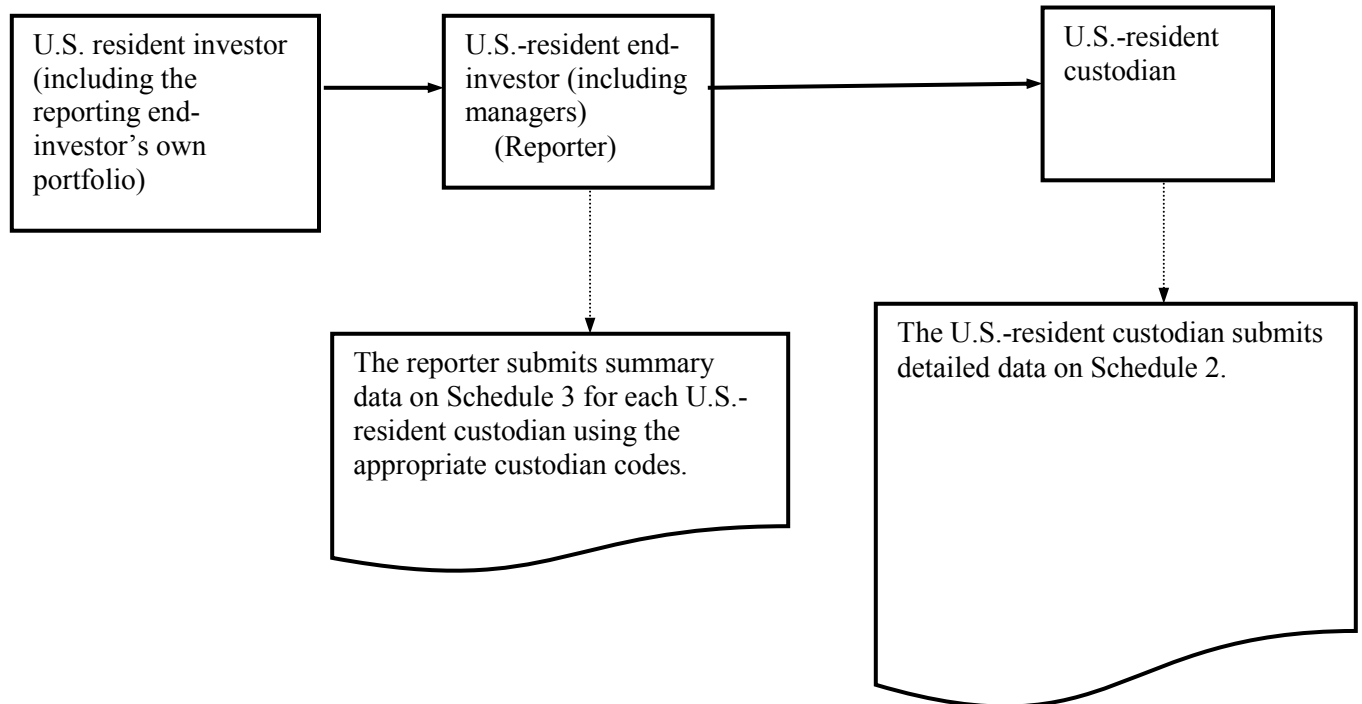 U.S. resident investor
(including the
reporting end-
investor’s own
portfolio)
U.S.-resident end-
investor (including
managers)
(Reporter)
U.S.-resident
custodian
The reporter submits summary
data on Schedule 3 for each U.S.-
resident custodian using the
appropriate custodian codes.
The U.S.-resident custodian submits
detailed data on Schedule 2.